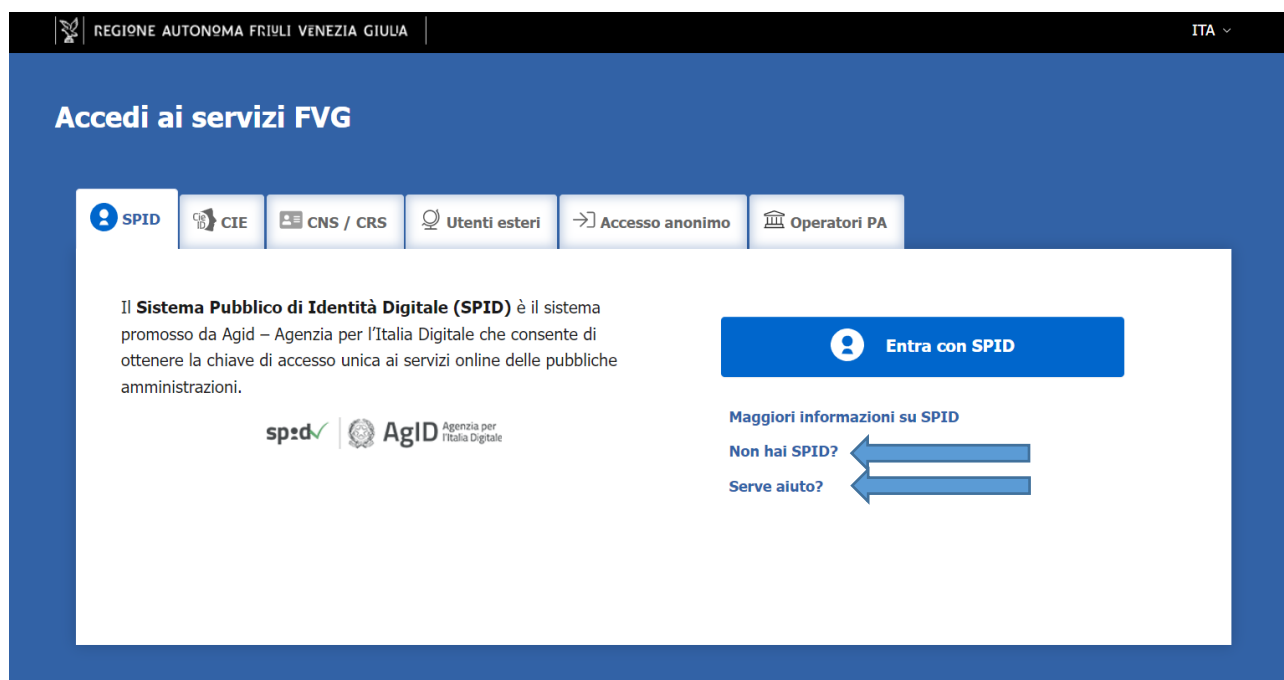 REGIONE AUTONOMA FRIULI VENEZIA GIULIA
ITA
Accedi ai servizi FVG
SPID
CIE
CNS / CRS
Utenti esteri
Accesso anonimo
Operatori PA
Il Sistema Pubblico di Identità Digitale (SPID) è il sistema
promosso da Agid – Agenzia per l'Italia Digitale che consente di
ottenere la chiave di accesso unica ai servizi online delle pubbliche
amministrazioni.
spid
AgID Agenzia per
l'Italia Digitale
Entra con SPID
Maggiori informazioni su SPID
Non hai SPID?
Serve aiuto?